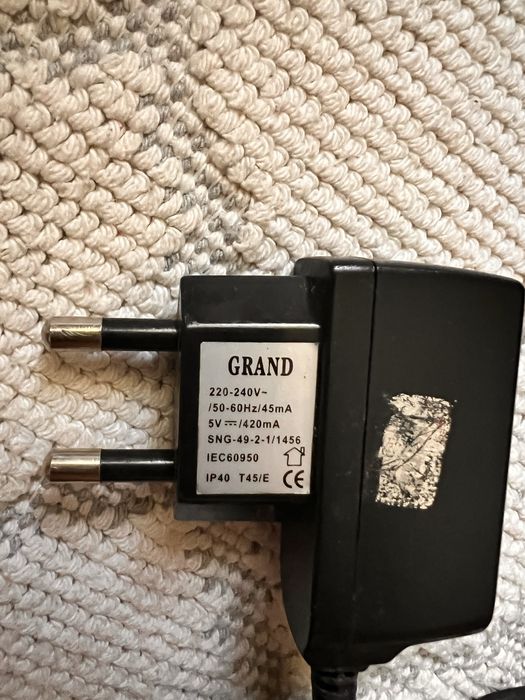 GRAND
220-240V~
/50-60Hz/45mA
5V ⎓/420mA
SNG-49-2-1/1456
IEC60950
IP40 T45/E CE